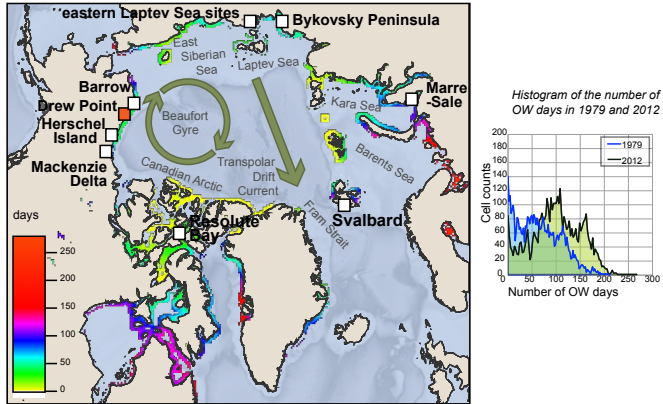 eastern Laptev Sea sites
Bykovsky Peninsula
East
Siberian
Sea
Laptev Sea
Barrow
Drew Point
Herschel
Island
Mackenzie
Delta
Beaufort
Gyre
Kara Sea
Marre
-Sale
Barents Sea
Canadian Arctic
Transpolar
Drift
Current
Fram Strait
Svalbard
Resolute
Bay
days
250
200
150
100
50
0
Histogram of the number of
OW days in 1979 and 2012
200
180
160
140
120
100
80
60
40
20
0
Cell counts
1979
2012
0 50 100 150 200 250 300
Number of OW days